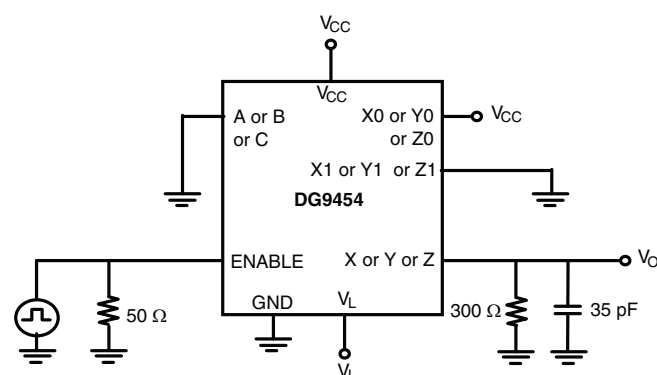 VCC
VCC
A or B
or C
X0 or Y0
or Z0
VCC
X1 or Y1 or Z1
DG9454
ENABLE
X or Y or Z
VO
GND
VL
50 Ω
300 Ω
35 pF
VL